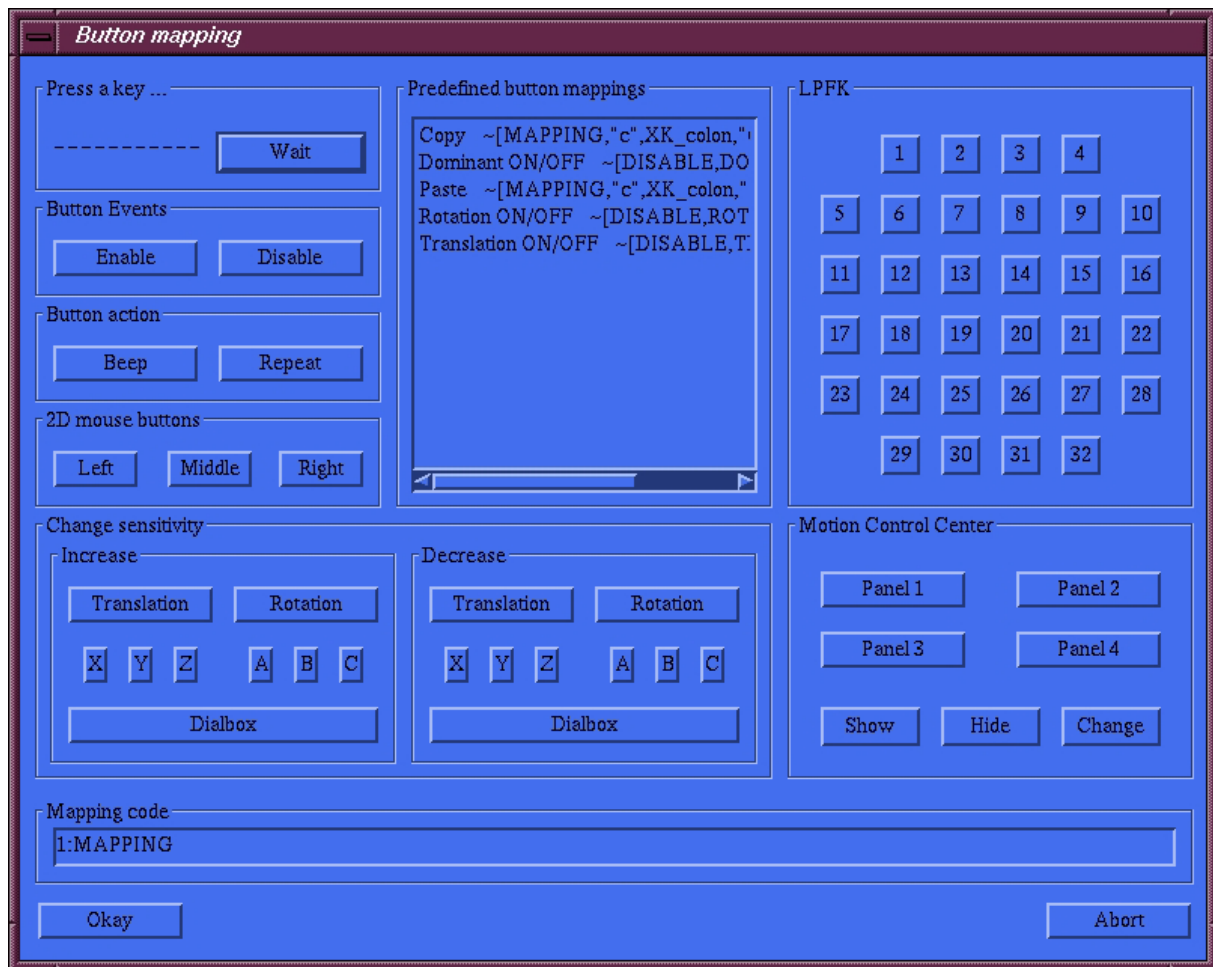 Button mapping
Press a key ...
Wait
Button Events
Enable Disable
Button action
Beep Repeat
2D mouse buttons
Left Middle Right
Predefined button mappings
Copy ~[MAPPING,"c",XK_colon,"
Dominant ON/OFF ~[DISABLE,DO
Paste ~[MAPPING,"c",XK_colon,"
Rotation ON/OFF ~[DISABLE,ROT
Translation ON/OFF ~[DISABLE,T
LPFK
1 2 3 4
5 6 7 8 9 10
11 12 13 14 15 16
17 18 19 20 21 22
23 24 25 26 27 28
29 30 31 32
Change sensitivity
Increase
Translation Rotation
X Y Z A B C
Dialbox
Decrease
Translation Rotation
X Y Z A B C
Dialbox
Motion Control Center
Panel 1 Panel 2
Panel 3 Panel 4
Show Hide Change
Mapping code
1:MAPPING
Okay Abort